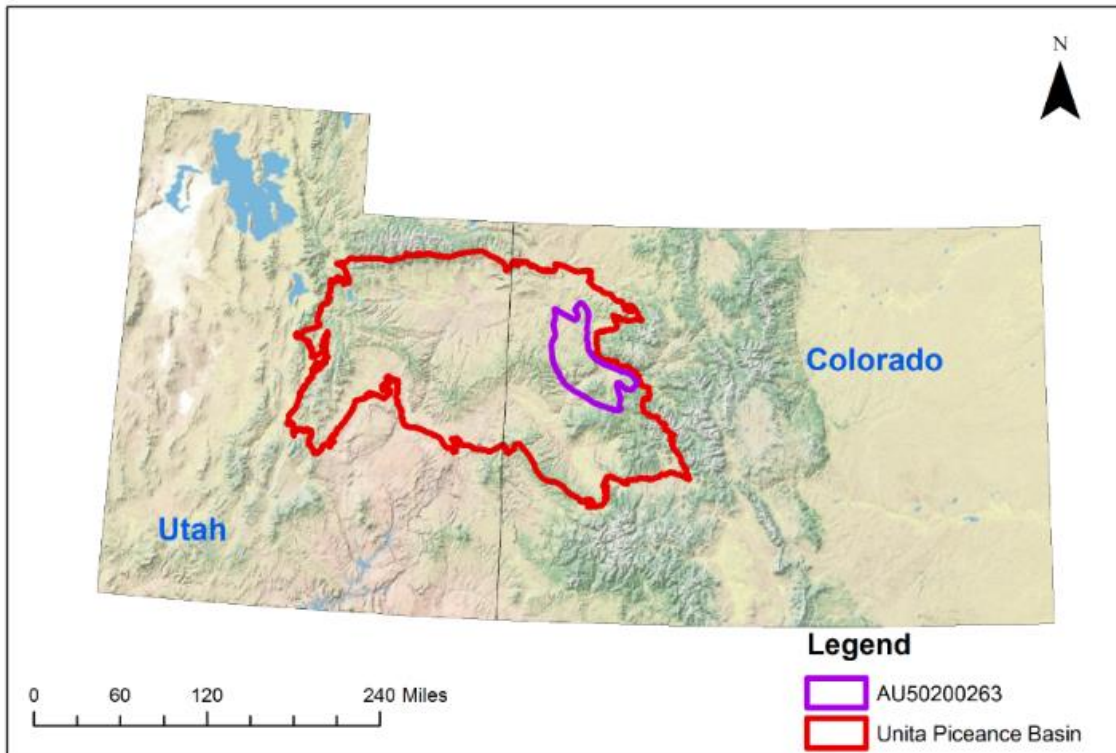 N
Colorado
Utah
Legend
AU50200263
Unita Piceance Basin
0 60 120 240 Miles